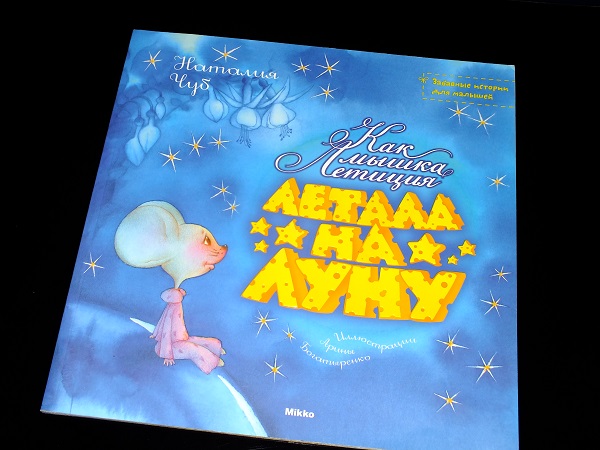 Наталия
Чуб
Забавные истории
для малышей
Как
мышка
Летиция
ЛЕТАЛА
НА
ЛУНУ
Иллюстрации
Арины
Богатыренко
Mikko